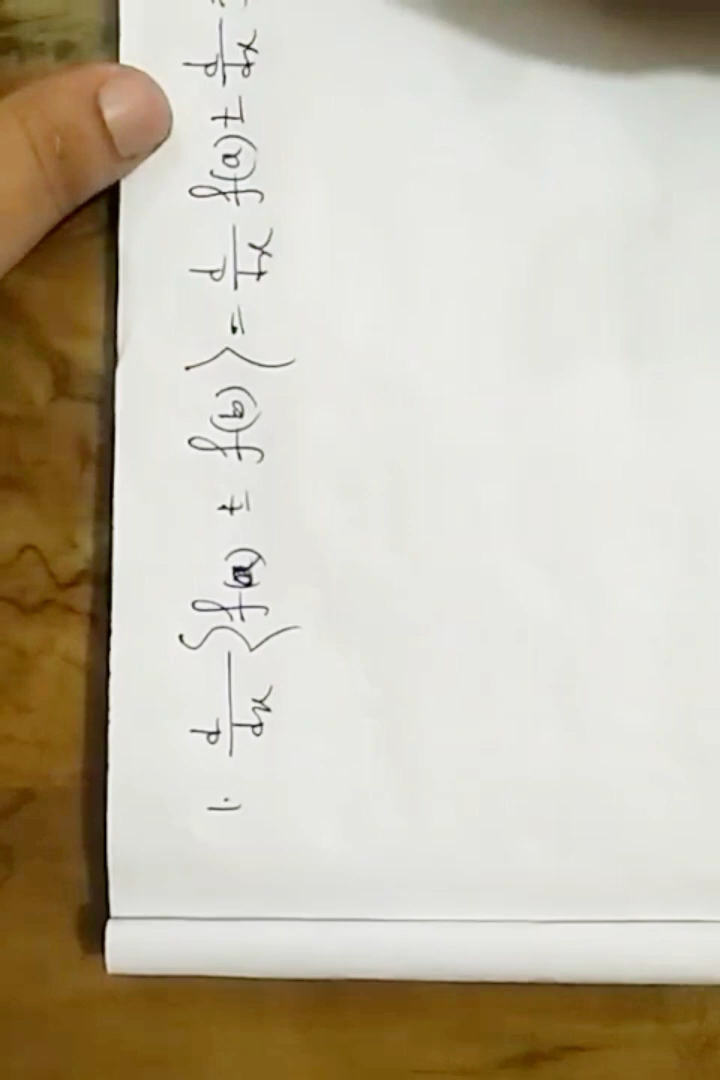 1. d/dx {f(a) ± f(b)} = d/dx f(a) ± d/dx